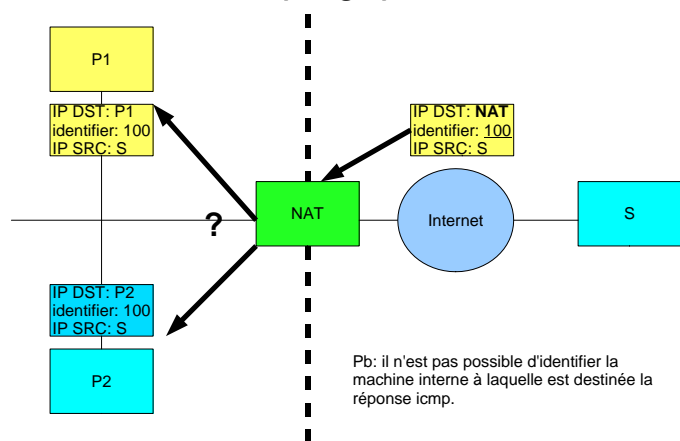 P1
IP DST: P1
identifier: 100
IP SRC: S
IP DST: NAT
identifier: 100
IP SRC: S
?
NAT
Internet
S
IP DST: P2
identifier: 100
IP SRC: S
P2
Pb: il n'est pas possible d'identifier la
machine interne à laquelle est destinée la
réponse icmp.